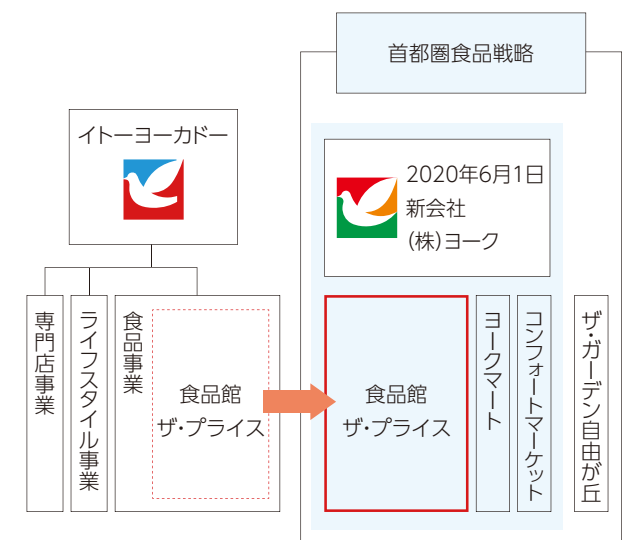 首都圏食品戦略
イトーヨーカドー
2020年6月1日
新会社
(株)ヨーク
専門店事業
ライフスタイル事業
食品事業
食品館
ザ・プライス
食品館
ザ・プライス
ヨークマート
コンフォートマーケット
ザ・ガーデン自由が丘